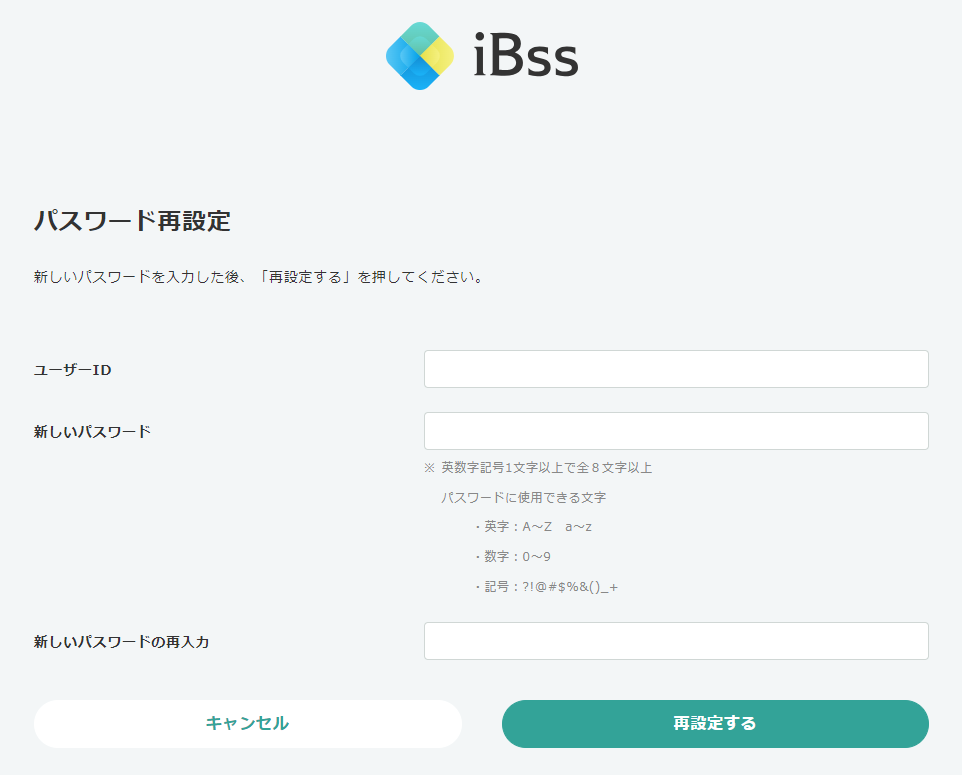 iBss
パスワード再設定
新しいパスワードを入力した後、「再設定する」を押してください。
ユーザーID
新しいパスワード
※ 英数字記号1文字以上で全８文字以上
パスワードに使用できる文字
・英字：A～Z　a～z
・数字：0～9
・記号：?!@#$%&()_+
新しいパスワードの再入力
キャンセル
再設定する